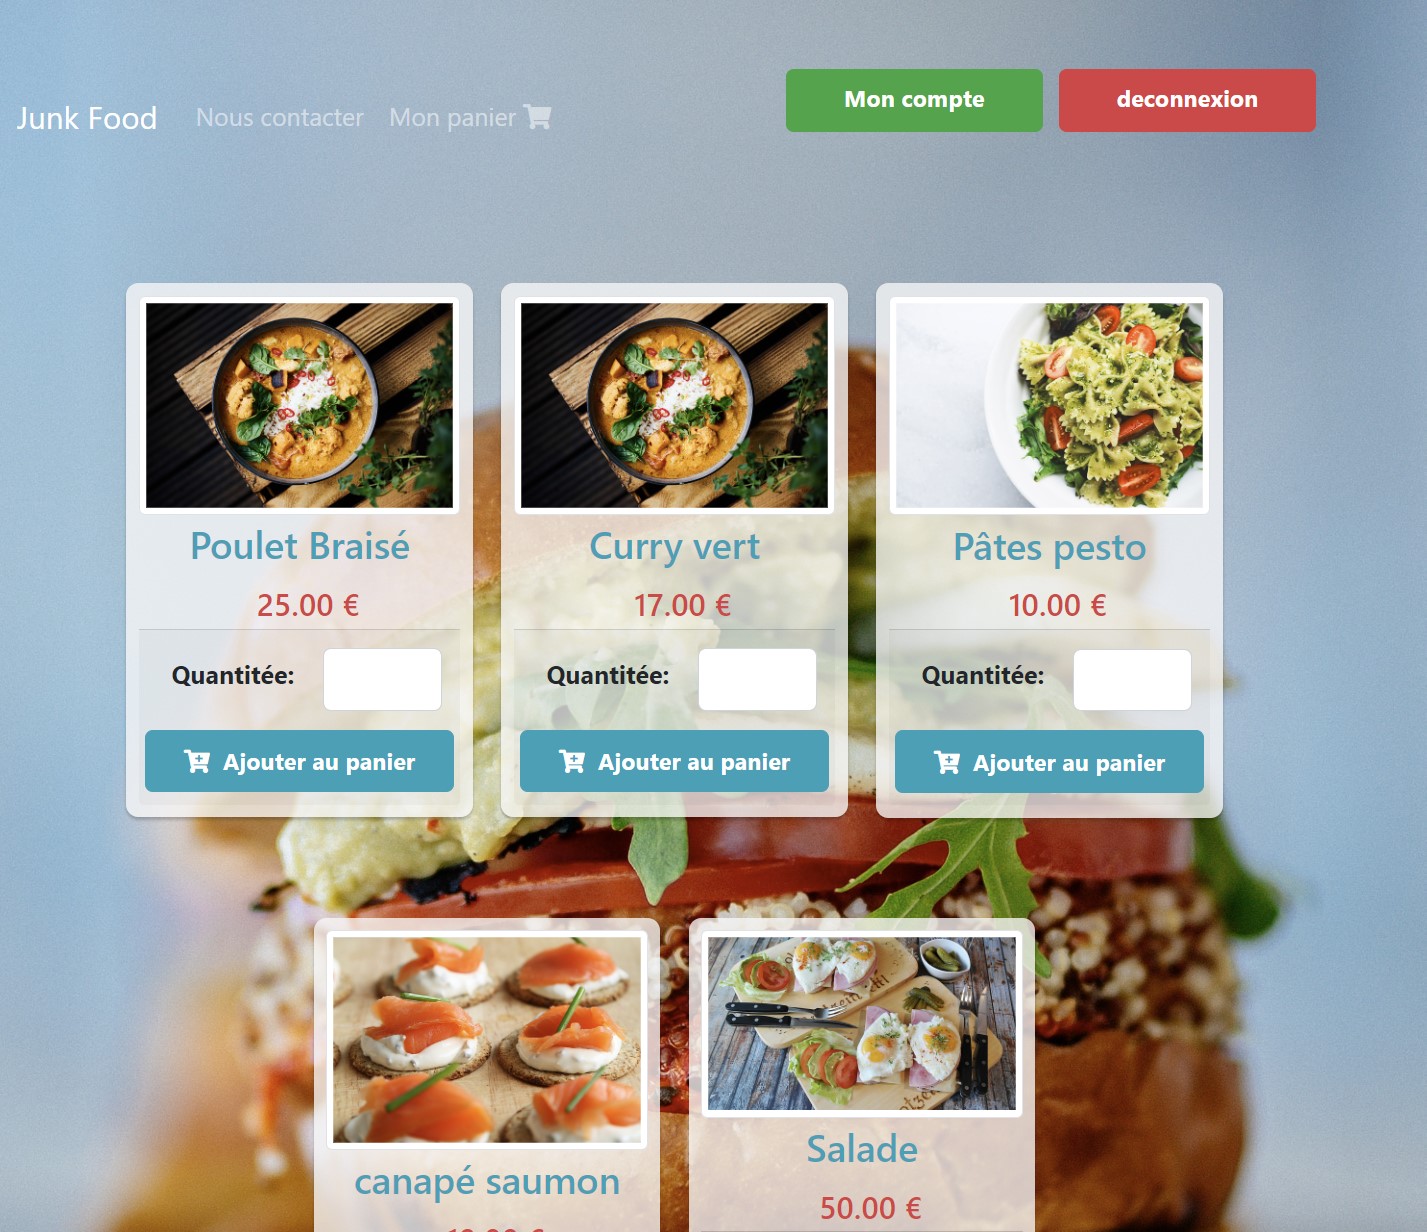 Junk Food Nous contacter Mon panier
Mon compte deconnexion
Poulet Braisé
25.00 €
Quantitée:
Ajouter au panier
Curry vert
17.00 €
Quantitée:
Ajouter au panier
Pâtes pesto
10.00 €
Quantitée:
Ajouter au panier
canapé saumon
Salade
50.00 €